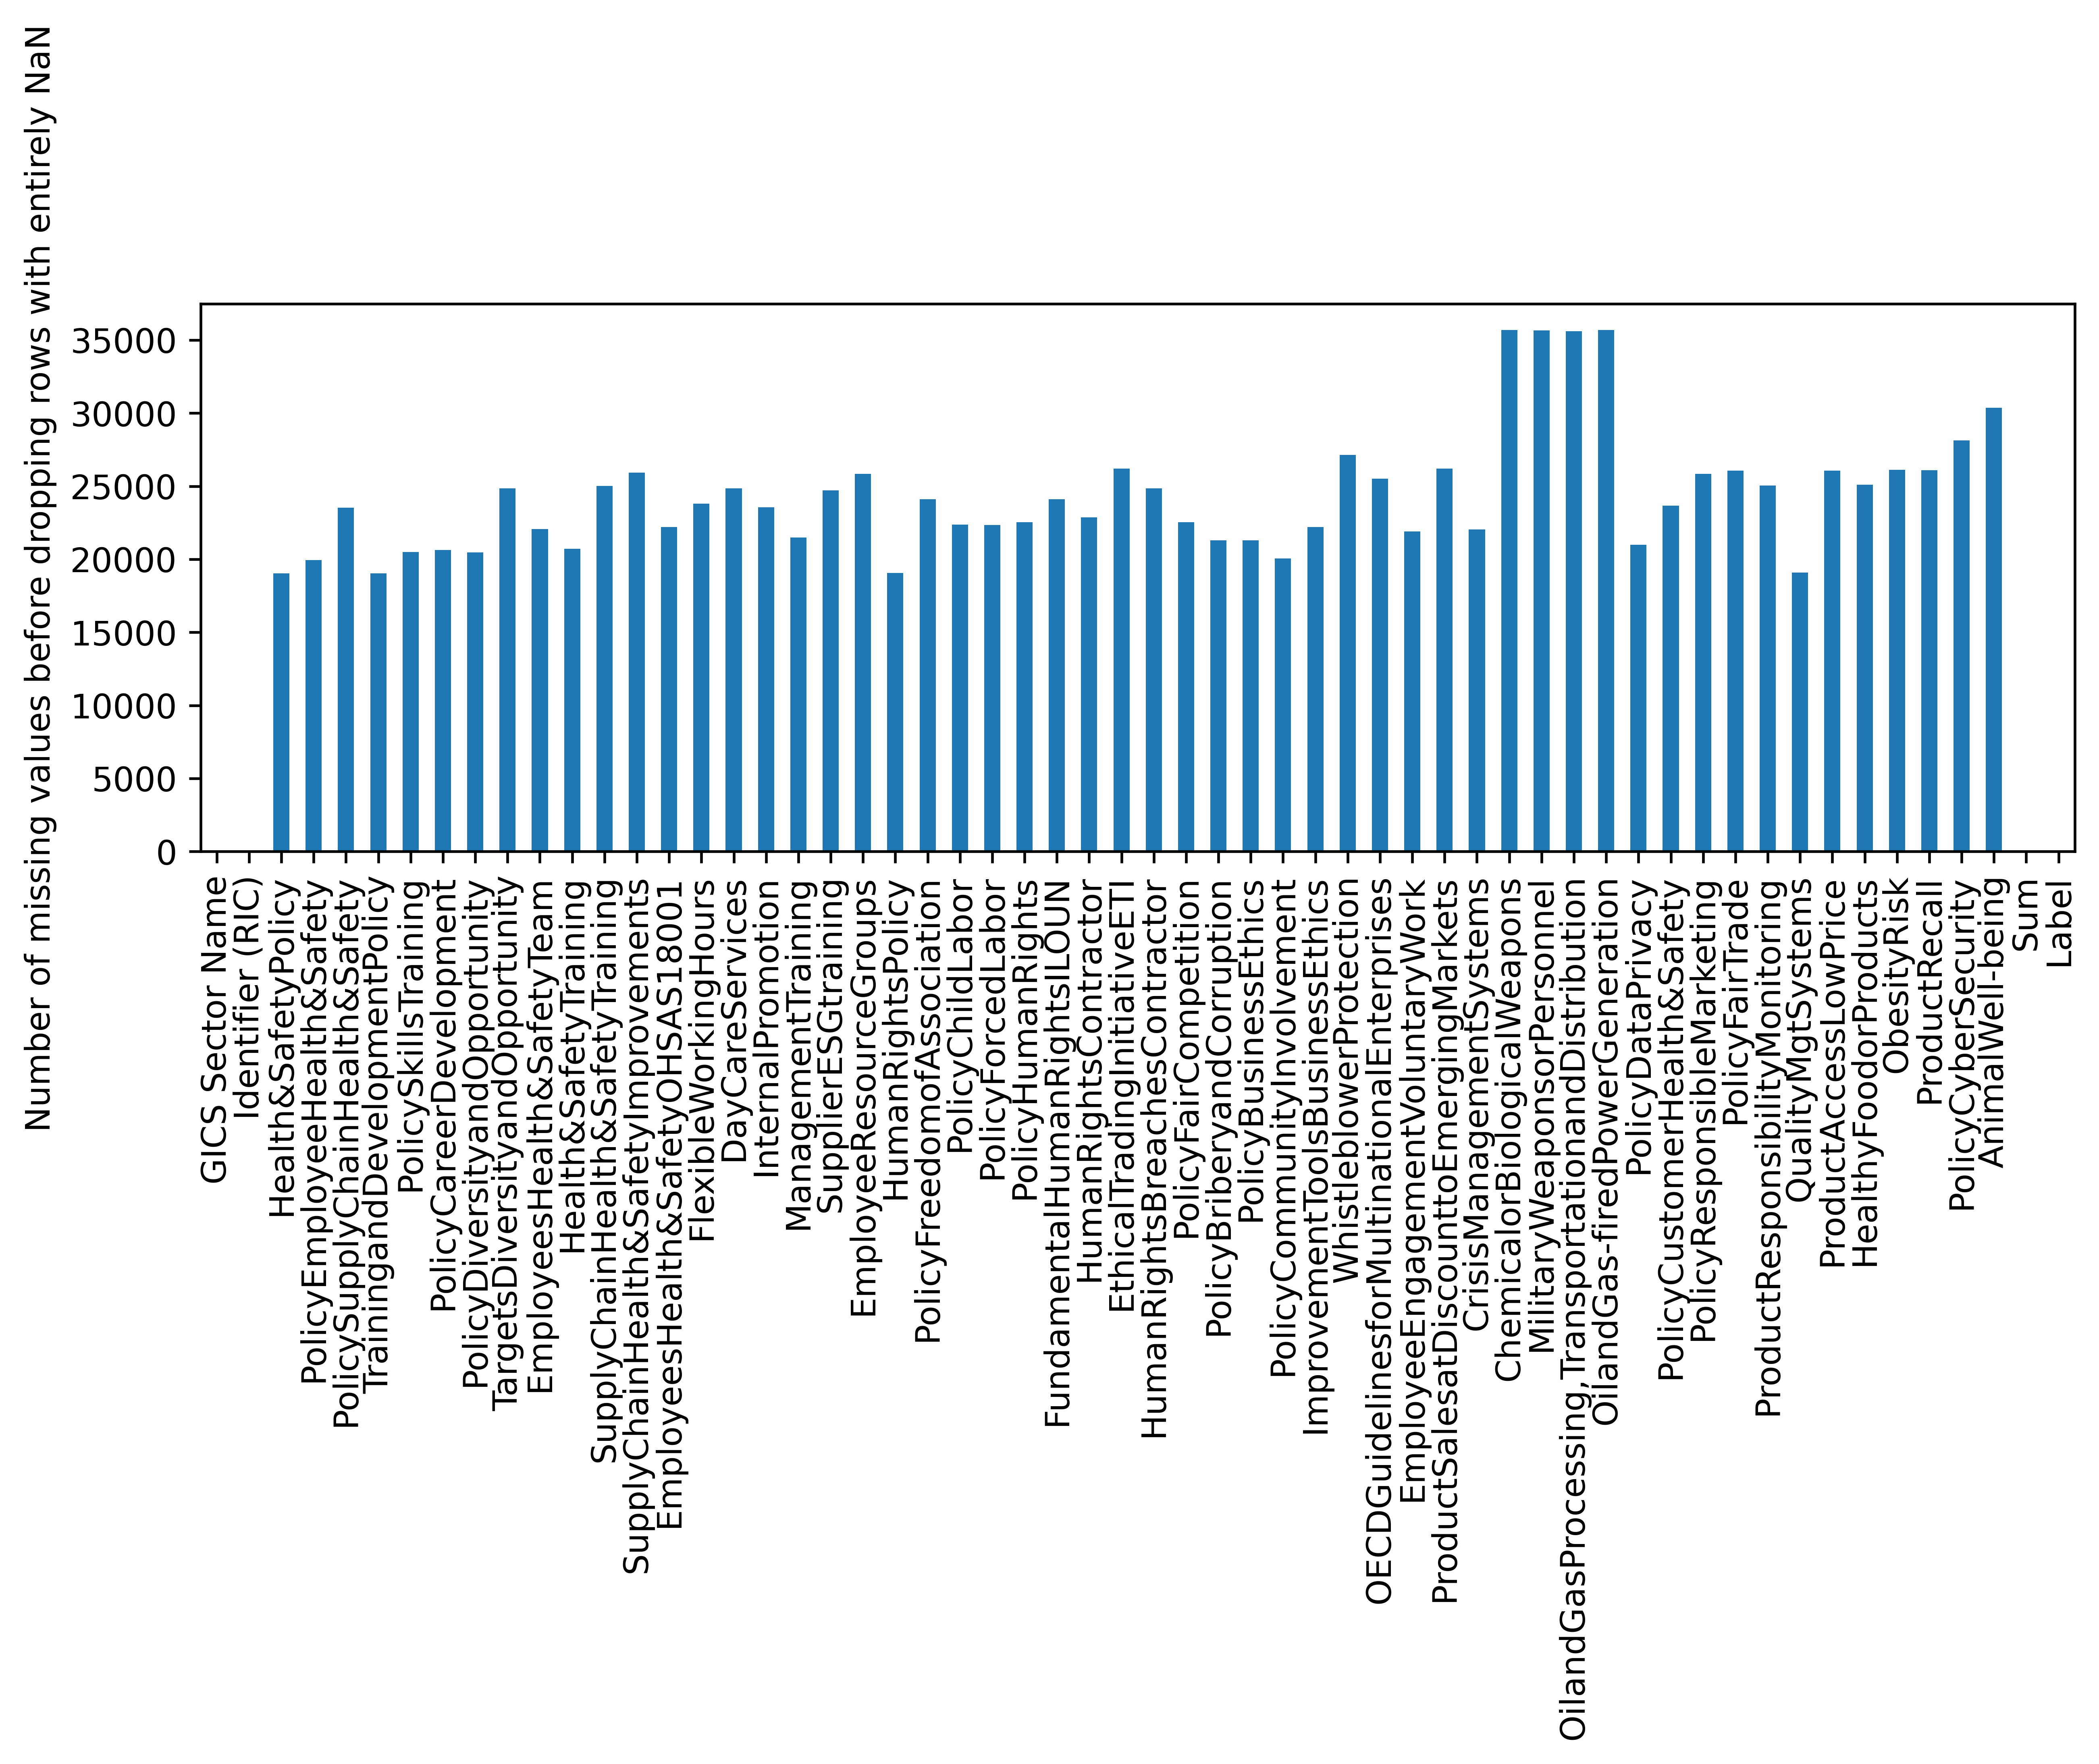 Number of missing values before dropping rows with entirely NaN
35000
30000
25000
20000
15000
10000
5000
0
GICS Sector Name
Identifier (RIC)
Health&SafetyPolicy
PolicyEmployeeHealth&Safety
PolicySupplyChainHealth&Safety
TrainingandDevelopmentPolicy
PolicySkillsTraining
PolicyCareerDevelopment
PolicyDiversityandOpportunity
TargetsDiversityandOpportunity
EmployeesHealth&SafetyTeam
Health&SafetyTraining
SupplyChainHealth&SafetyTraining
SupplyChainHealth&SafetyImprovements
EmployeesHealth&SafetyOHSAS18001
FlexibleWorkingHours
DayCareServices
InternalPromotion
ManagementTraining
SupplierESGtraining
EmployeeResourceGroups
HumanRightsPolicy
PolicyFreedomofAssociation
PolicyChildLabor
PolicyForcedLabor
PolicyHumanRights
FundamentalHumanRightsILOUN
HumanRightsContractor
EthicalTradingInitiativeETI
HumanRightsBreachesContractor
PolicyFairCompetition
PolicyBriberyandCorruption
PolicyBusinessEthics
PolicyCommunityInvolvement
ImprovementToolsBusinessEthics
WhistleblowerProtection
OECDGuidelinesforMultinationalEnterprises
EmployeeEngagementVoluntaryWork
ProductSalesatDiscounttoEmergingMarkets
CrisisManagementSystems
ChemicalorBiologicalWeapons
MilitaryWeaponsorPersonnel
OilandGasProcessing,TransportationandDistribution
OilandGas-firedPowerGeneration
PolicyDataPrivacy
PolicyCustomerHealth&Safety
PolicyResponsibleMarketing
PolicyFairTrade
ProductResponsibilityMonitoring
QualityMgtSystems
ProductAccessLowPrice
HealthyFoodorProducts
ObesityRisk
ProductRecall
PolicyCyberSecurity
AnimalWell-being
Sum
Label